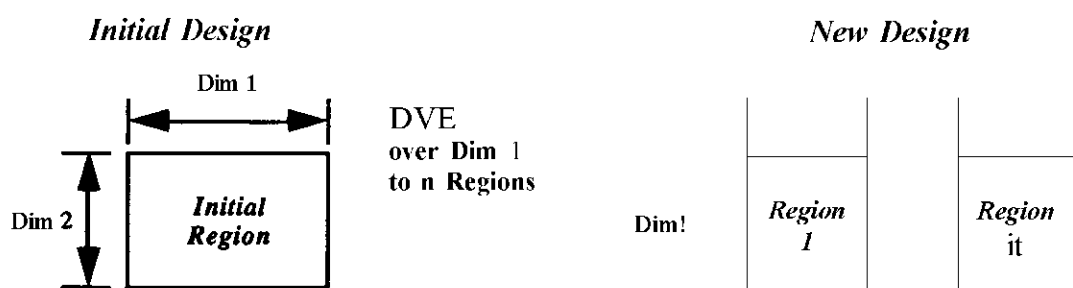 Initial Design
New Design
Dim 1
DVE
over Dim 1
to n Regions
Dim 2
Initial
Region
Dim!
Region
1
Region
it